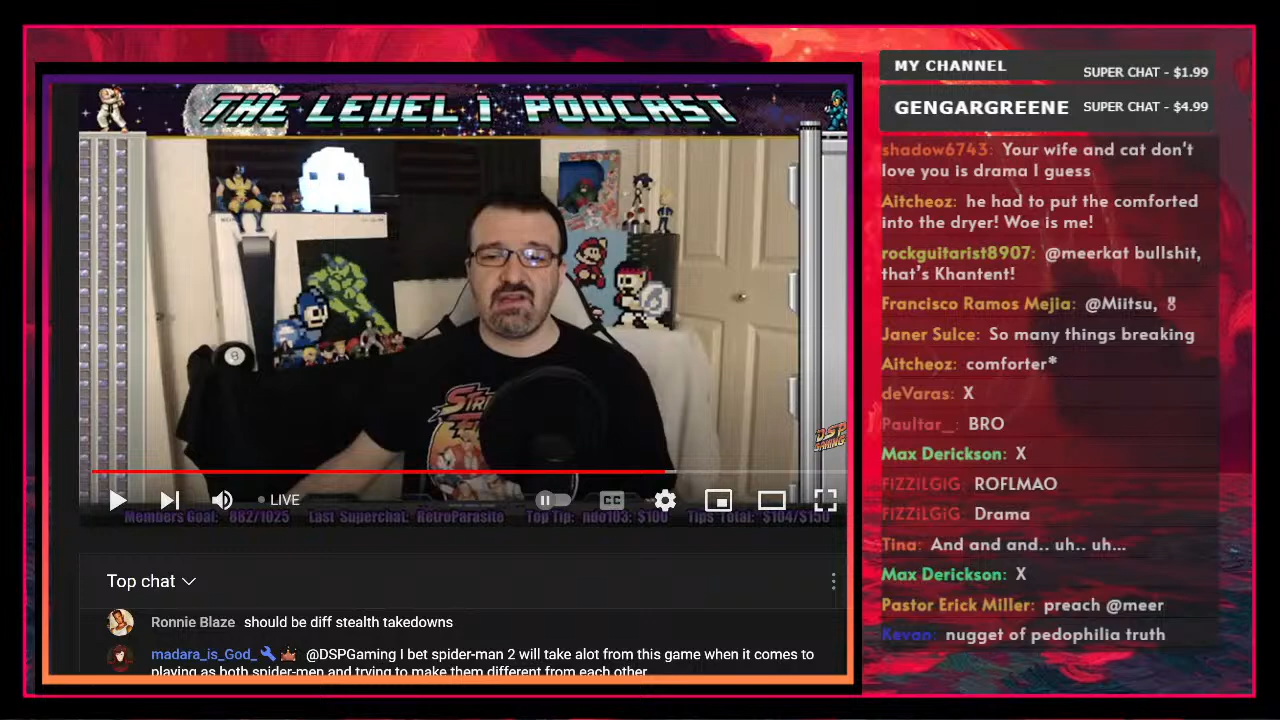 THE LEVEL 1 PODCAST
8
STR
DSP
GAMING
LIVE
CC
Members Goal: 882/1025 Last Superchat: RetroParasite Top Tip: ndo103: $100 Tips Total: $104/$150
Top chat
Ronnie Blaze should be diff stealth takedowns
madara_is_God_ @DSPGaming I bet spider-man 2 will take alot from this game when it comes to
playing as both spider-men and trying to make them different from each other
MY CHANNEL SUPER CHAT - $1.99
GENGARGREENE SUPER CHAT - $4.99
shadow6743: Your wife and cat don't
love you is drama I guess
Aitcheoz: he had to put the comforted
into the dryer! Woe is me!
rockguitarist8907: @meerkat bullshit,
that's Khantent!
Francisco Ramos Mejia: @Miitsu, 🎖
Janer Sulce: So many things breaking
Aitcheoz: comforter*
deVaras: X
Paultar_: BRO
Max Derickson: X
FiZZiLGiG: ROFLMAO
FiZZiLGiG: Drama
Tina: And and and.. uh.. uh...
Max Derickson: X
Pastor Erick Miller: preach @meer
Kevan: nugget of pedophilia truth